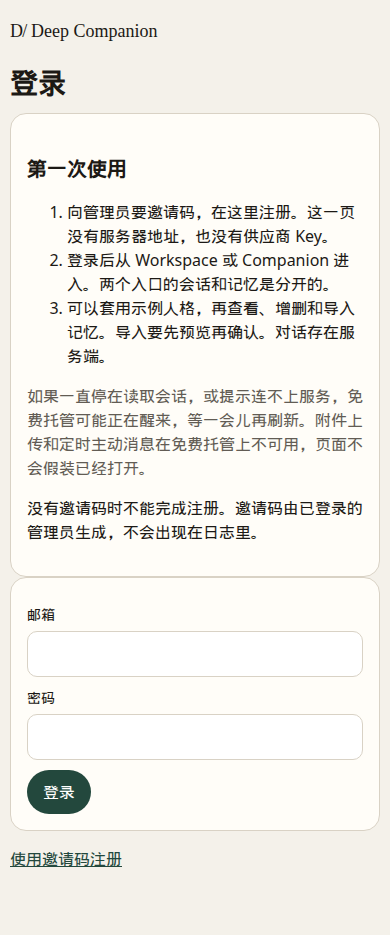 D/ Deep Companion
登录
第一次使用
1. 向管理员要邀请码，在这里注册。这一页
没有服务器地址，也没有供应商 Key。
2. 登录后从 Workspace 或 Companion 进
入。两个入口的会话和记忆是分开的。
3. 可以套用示例人格，再查看、增删和导入
记忆。导入要先预览再确认。对话存在服
务端。
如果一直停在读取会话，或提示连不上服务，免
费托管可能正在醒来，等一会儿再刷新。附件上
传和定时主动消息在免费托管上不可用，页面不
会假装已经打开。
没有邀请码时不能完成注册。邀请码由已登录的
管理员生成，不会出现在日志里。
邮箱
密码
登录
使用邀请码注册